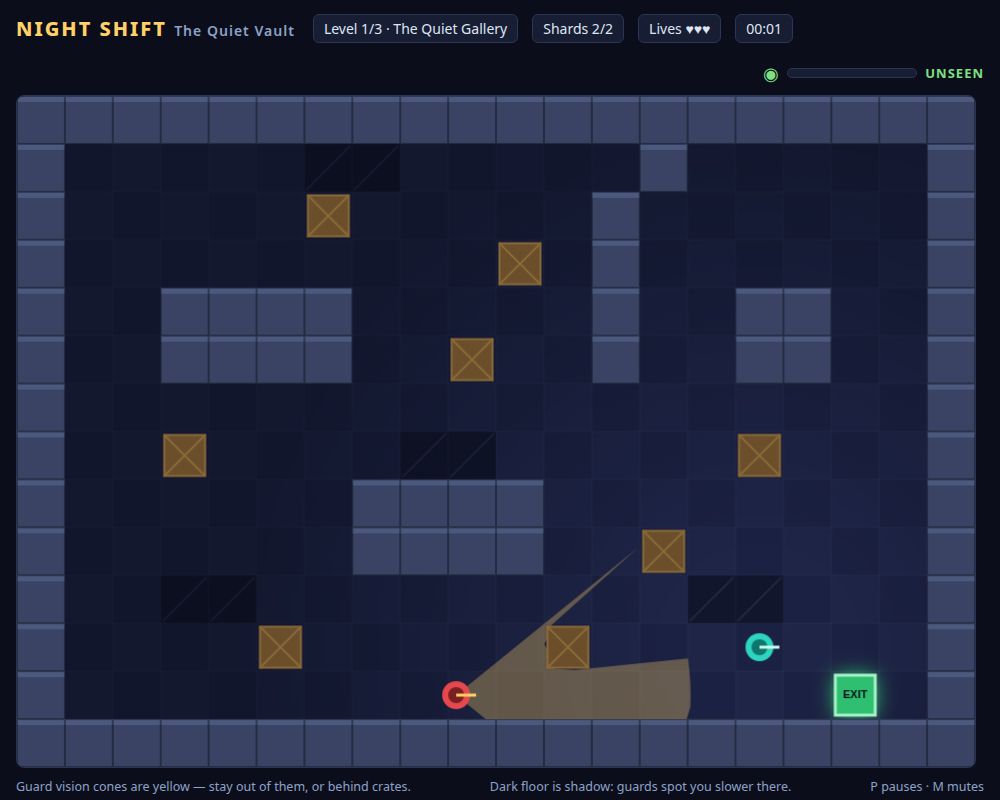 NIGHT SHIFT The Quiet Vault Level 1/3 · The Quiet Gallery Shards 2/2 Lives ♥♥♥ 00:01
UNSEEN
EXIT
Guard vision cones are yellow — stay out of them, or behind crates. Dark floor is shadow: guards spot you slower there. P pauses · M mutes